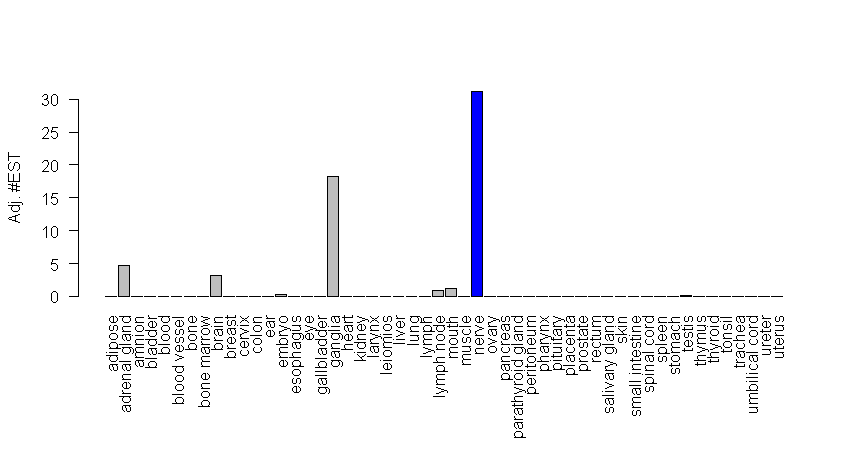 Adj. #EST
30
25
20
15
10
5
0
adipose
adrenal gland
amnion
bladder
blood
blood vessel
bone
bone marrow
brain
breast
cervix
colon
ear
embryo
esophagus
eye
gallbladder
ganglia
heart
kidney
larynx
leiomios
liver
lung
lymph
lymph node
mouth
muscle
nerve
ovary
pancreas
parathyroid gland
peritoneum
pharynx
pituitary
placenta
prostate
rectum
salivary gland
skin
small intestine
spinal cord
spleen
stomach
testis
thymus
thyroid
tonsil
trachea
umbilical cord
ureter
uterus